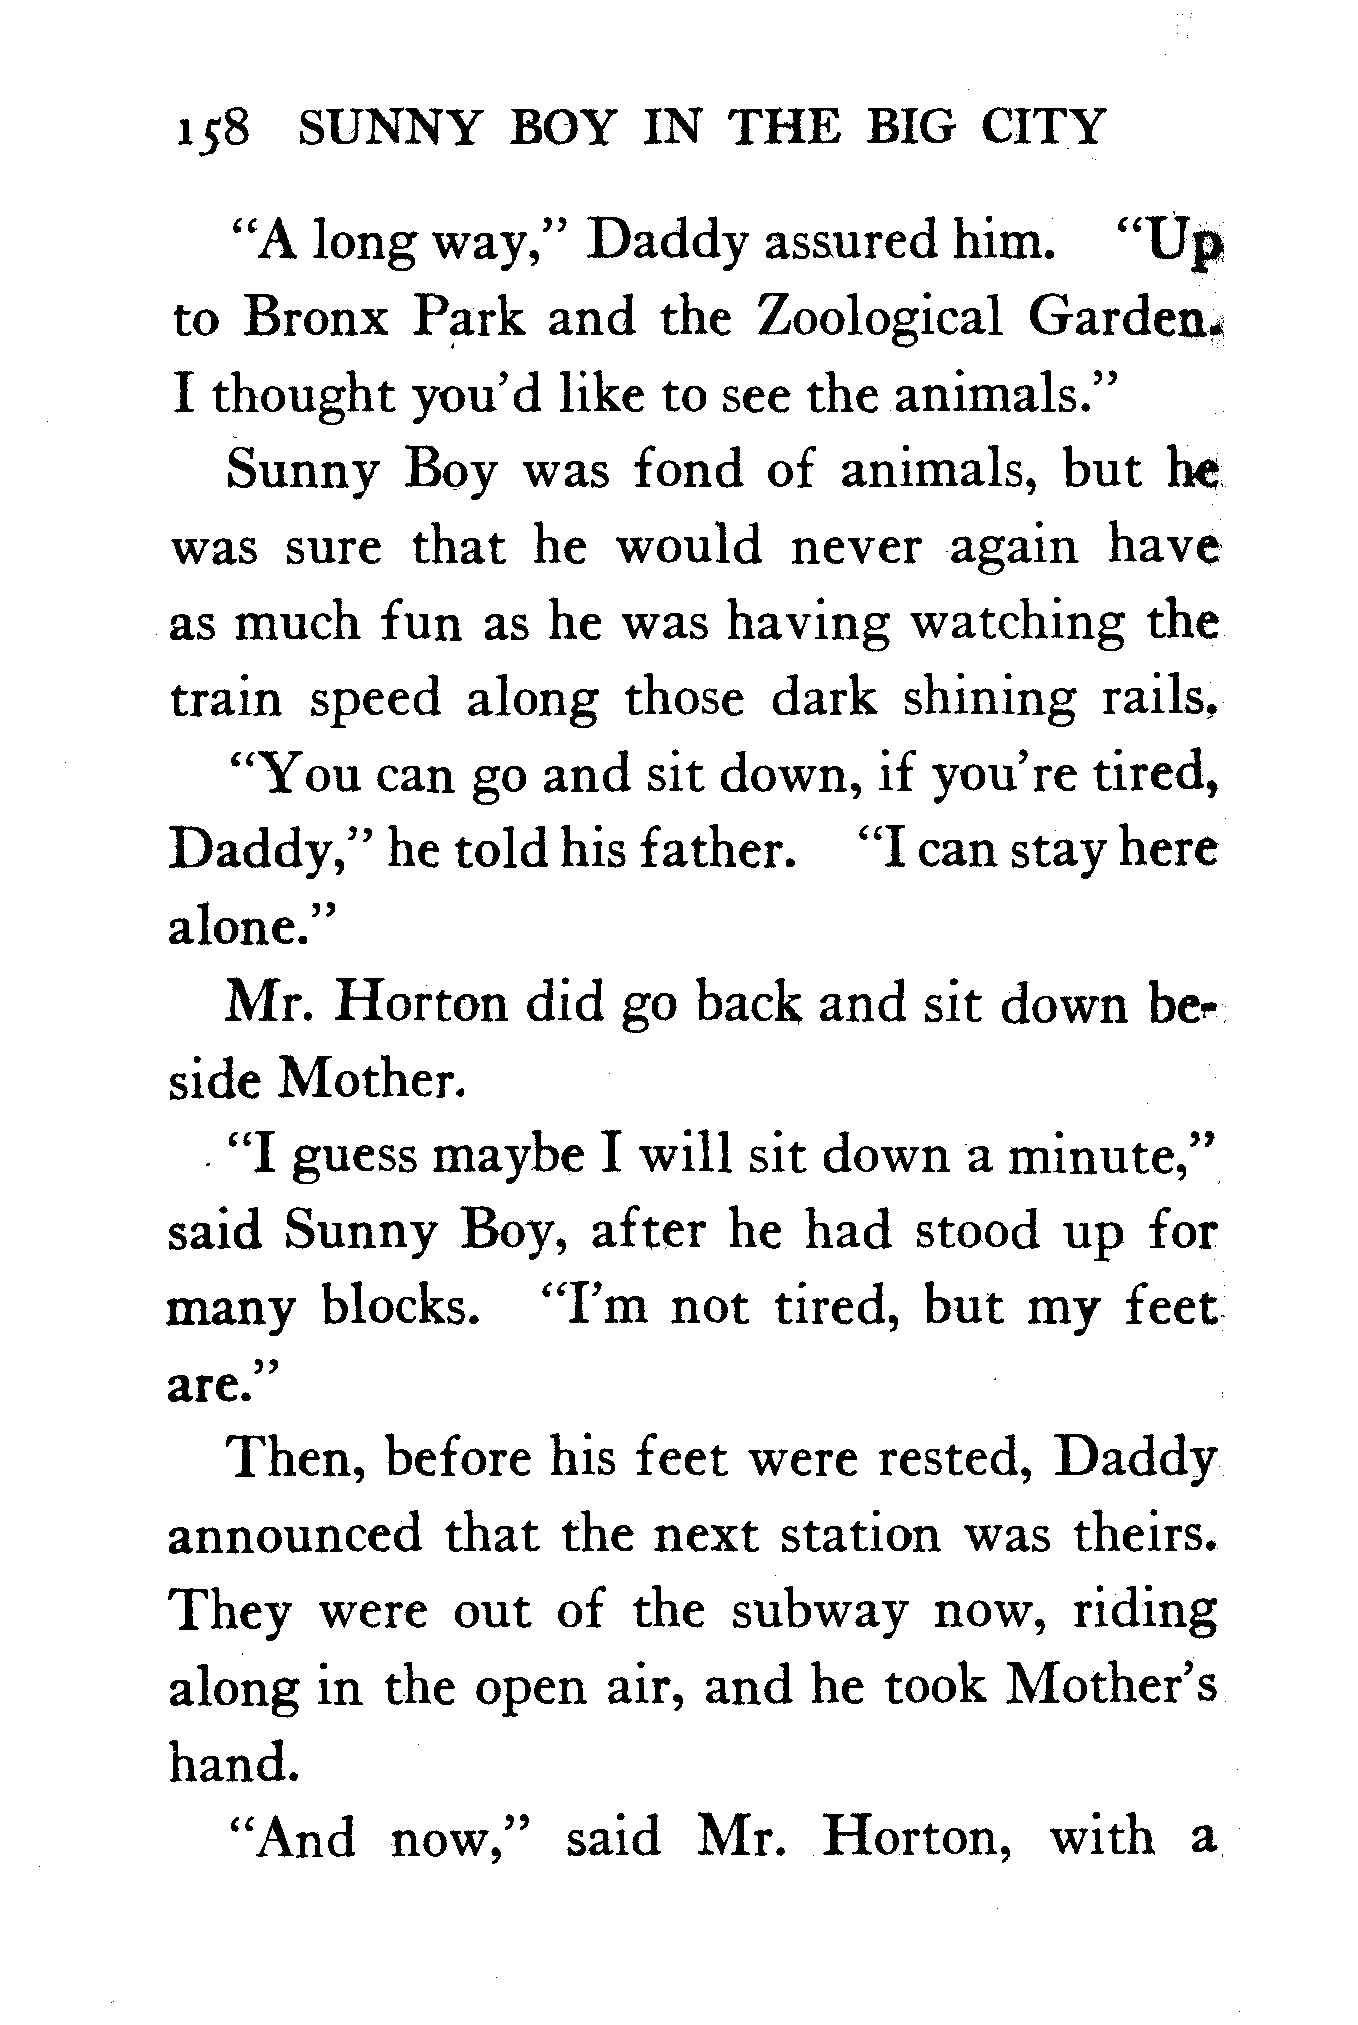 158 SUNNY BOY IN THE BIG CITY
“A long way,” Daddy assured him. “Up
to Bronx Park and the Zoological Garden.
I thought you’d like to see the animals.”
Sunny Boy was fond of animals, but he
was sure that he would never again have
as much fun as he was having watching the
train speed along those dark shining rails.
“You can go and sit down, if you’re tired,
Daddy,” he told his father. “I can stay here
alone.”
Mr. Horton did go back and sit down be-
side Mother.
“I guess maybe I will sit down a minute,”
said Sunny Boy, after he had stood up for
many blocks. “I’m not tired, but my feet
are.”
Then, before his feet were rested, Daddy
announced that the next station was theirs.
They were out of the subway now, riding
along in the open air, and he took Mother’s
hand.
“And now,” said Mr. Horton, with a